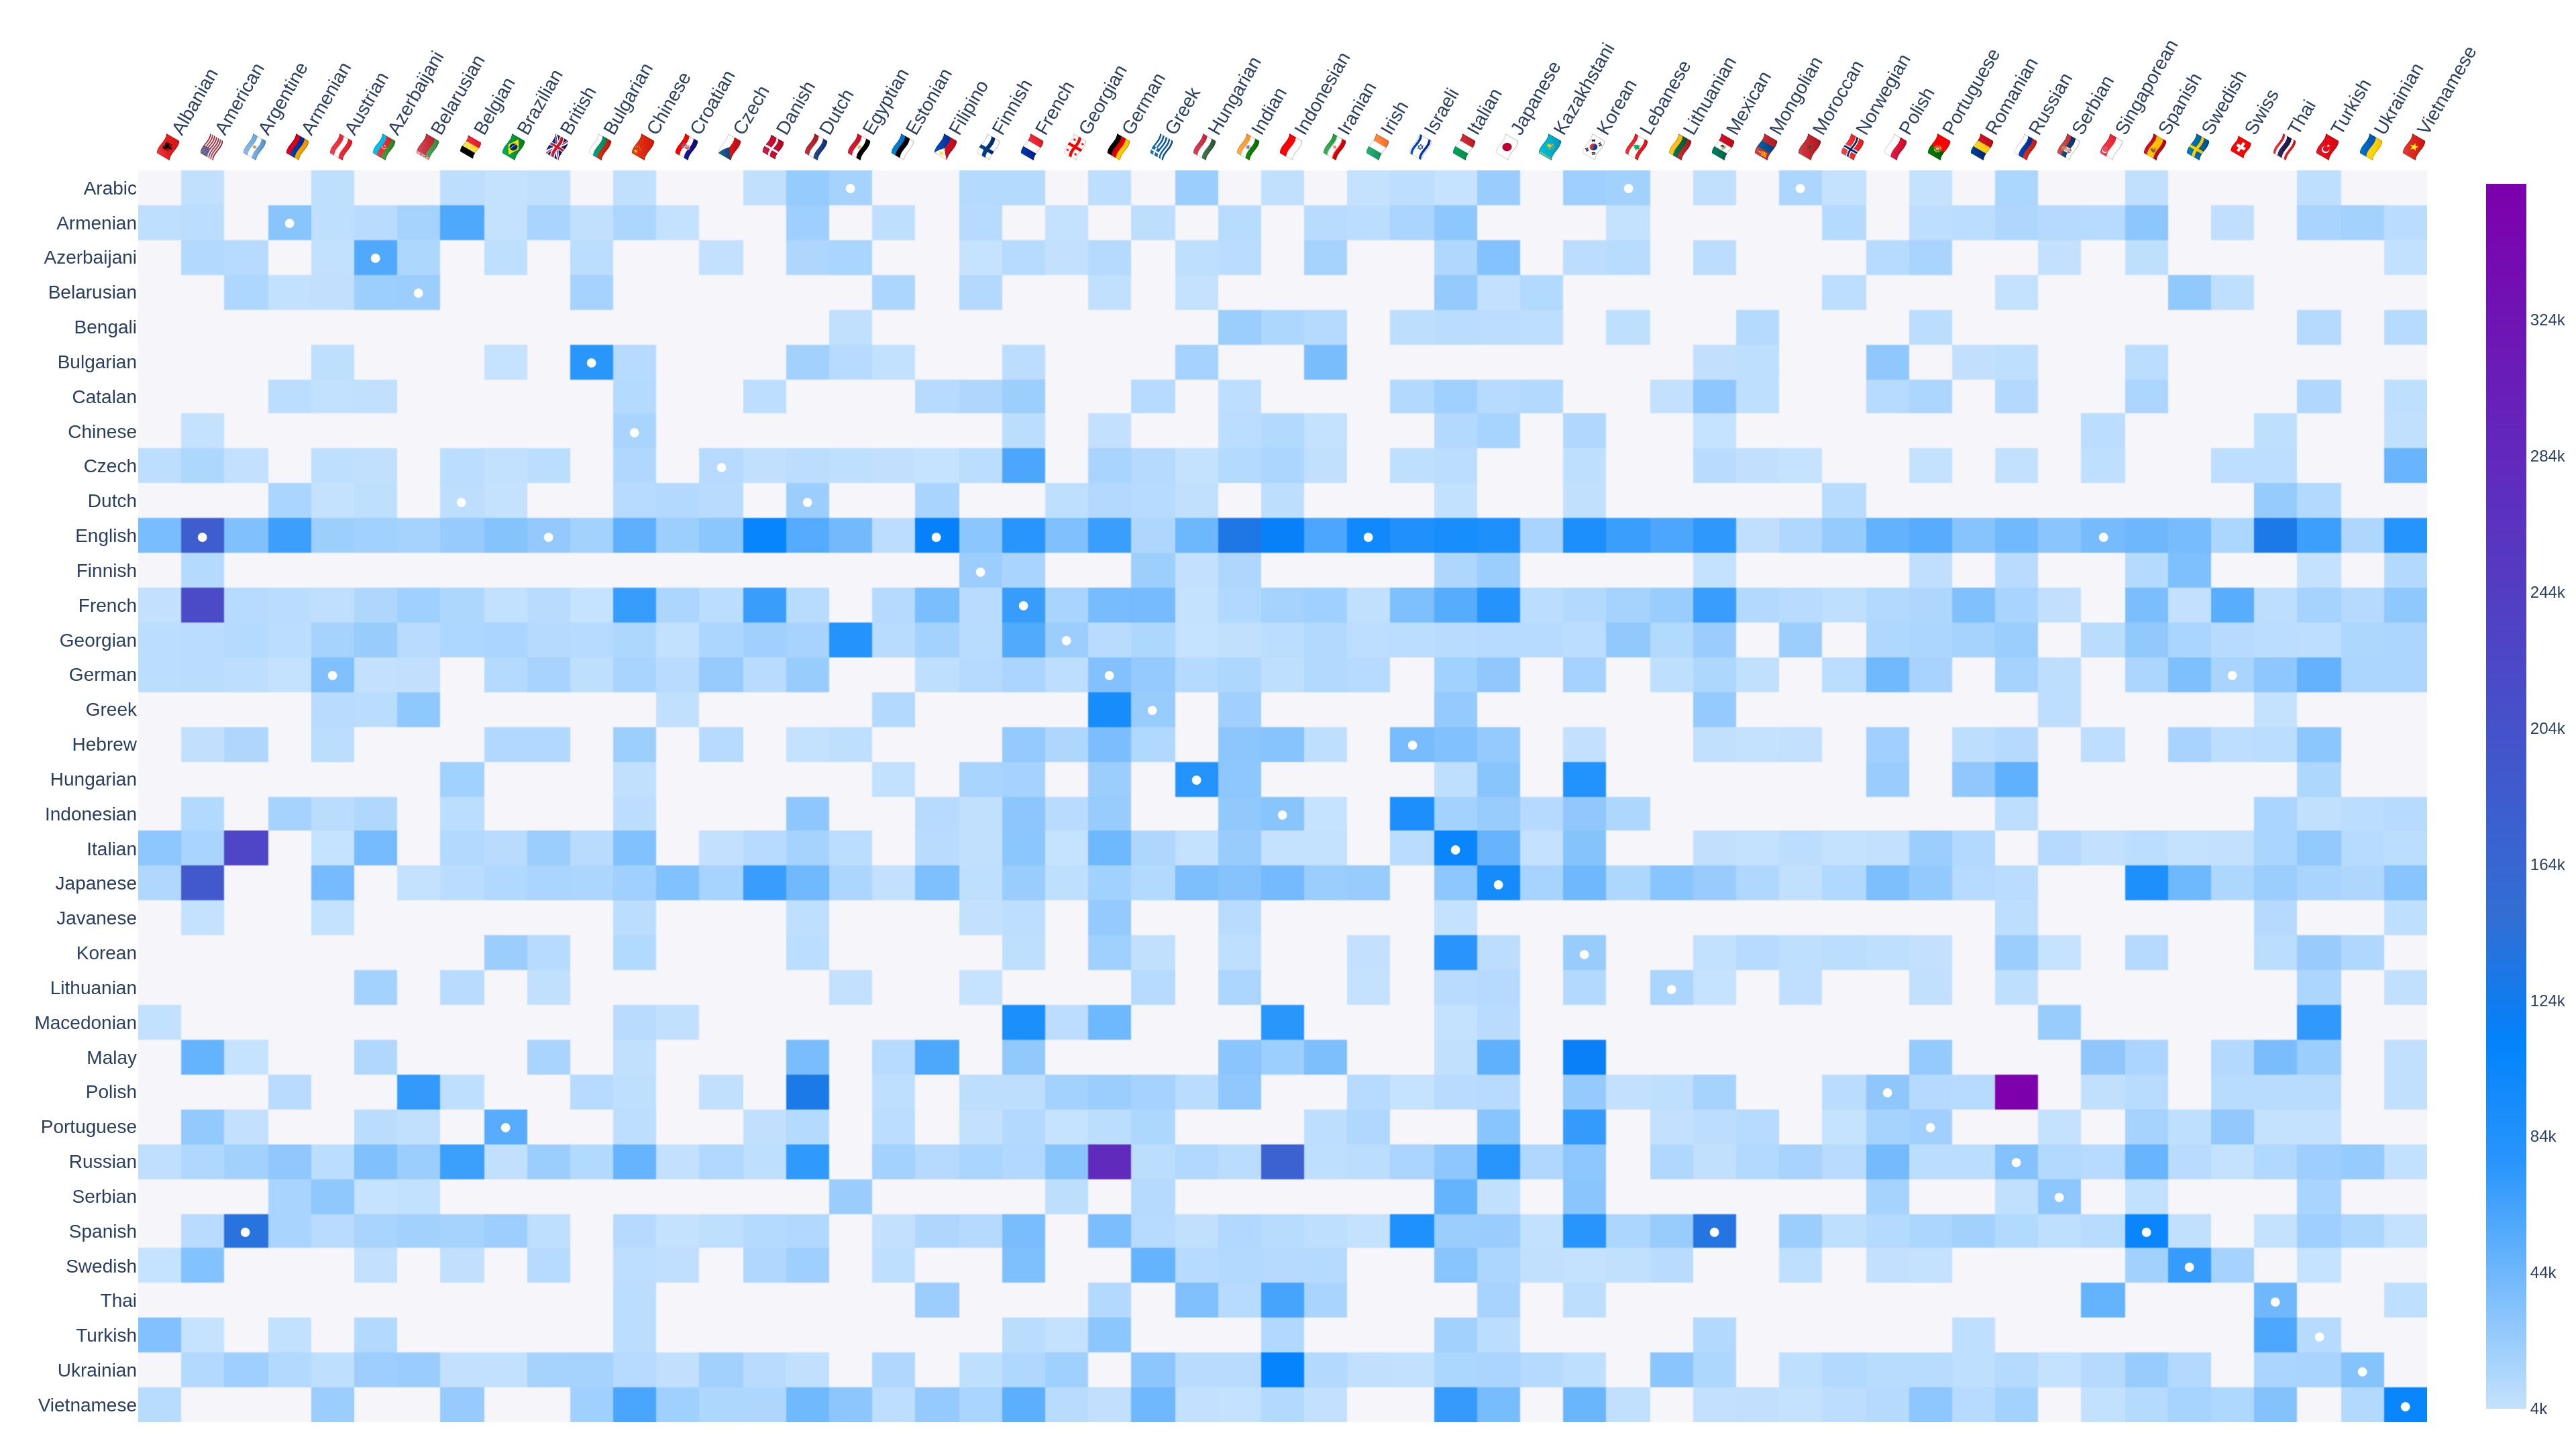 Albanian
American
Argentine
Armenian
Austrian
Azerbaijani
Belarusian
Belgian
Brazilian
British
Bulgarian
Chinese
Croatian
Czech
Danish
Dutch
Egyptian
Estonian
Filipino
Finnish
French
Georgian
German
Greek
Hungarian
Indian
Indonesian
Iranian
Irish
Israeli
Italian
Japanese
Kazakhstani
Korean
Lebanese
Lithuanian
Mexican
Mongolian
Moroccan
Norwegian
Polish
Portuguese
Romanian
Russian
Serbian
Singaporean
Spanish
Swedish
Swiss
Thai
Turkish
Ukrainian
Vietnamese
Arabic
Armenian
Azerbaijani
Belarusian
Bengali
Bulgarian
Catalan
Chinese
Czech
Dutch
English
Finnish
French
Georgian
German
Greek
Hebrew
Hungarian
Indonesian
Italian
Japanese
Javanese
Korean
Lithuanian
Macedonian
Malay
Polish
Portuguese
Russian
Serbian
Spanish
Swedish
Thai
Turkish
Ukrainian
Vietnamese
324k
284k
244k
204k
164k
124k
84k
44k
4k